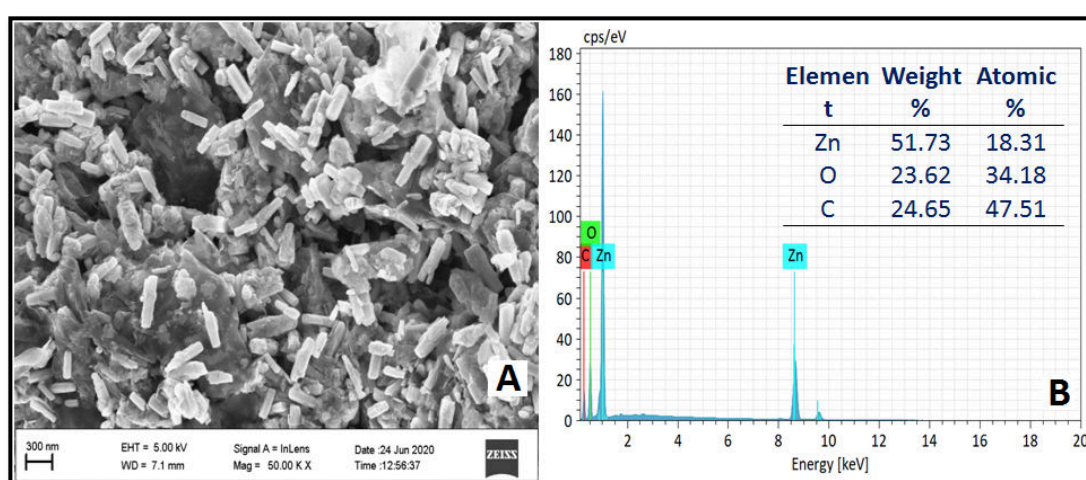 A
300 nm
EHT = 5.00 kV
Signal A = InLens
Date :24 Jun 2020
WD = 7.1 mm
Mag = 50.00 K X
Time :12:56:37
ZEISS
cps/eV
180
160
140
120
100
80
60
40
20
0
Elemen Weight Atomic
t % %
Zn 51.73 18.31
O 23.62 34.18
C 24.65 47.51
O
C Zn
Zn
B
2 4 6 8 10 12 14 16 18 20
Energy [keV]